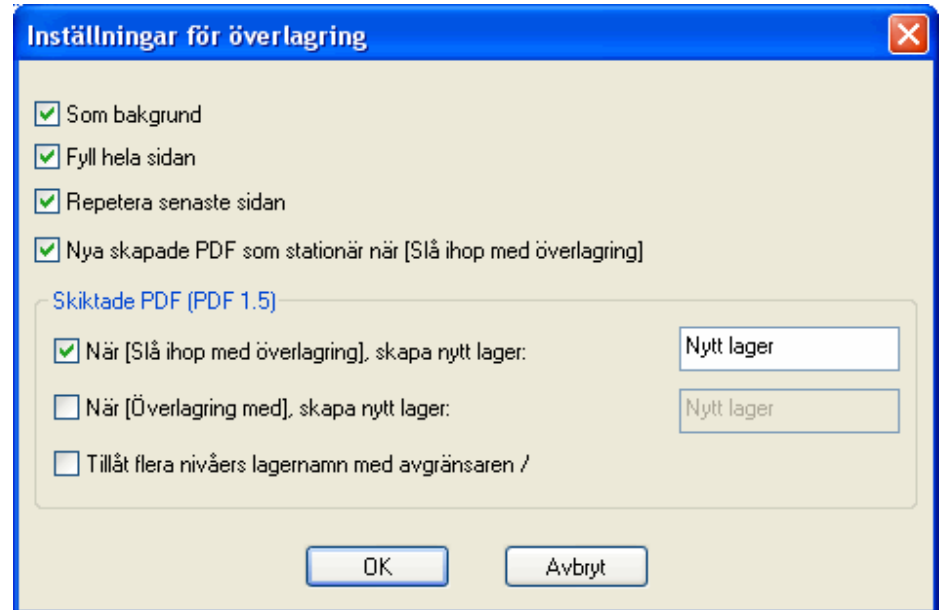 Inställningar för överlagring
Som bakgrund
Fyll hela sidan
Repetera senaste sidan
Nya skapade PDF som stationär när [Slå ihop med överlagring]
Skiktade PDF (PDF 1.5)
När [Slå ihop med överlagring], skapa nytt lager: Nytt lager
När [Överlagring med], skapa nytt lager: Nytt lager
Tillåt flera nivåers lagernamn med avgränsaren /
OK Avbryt